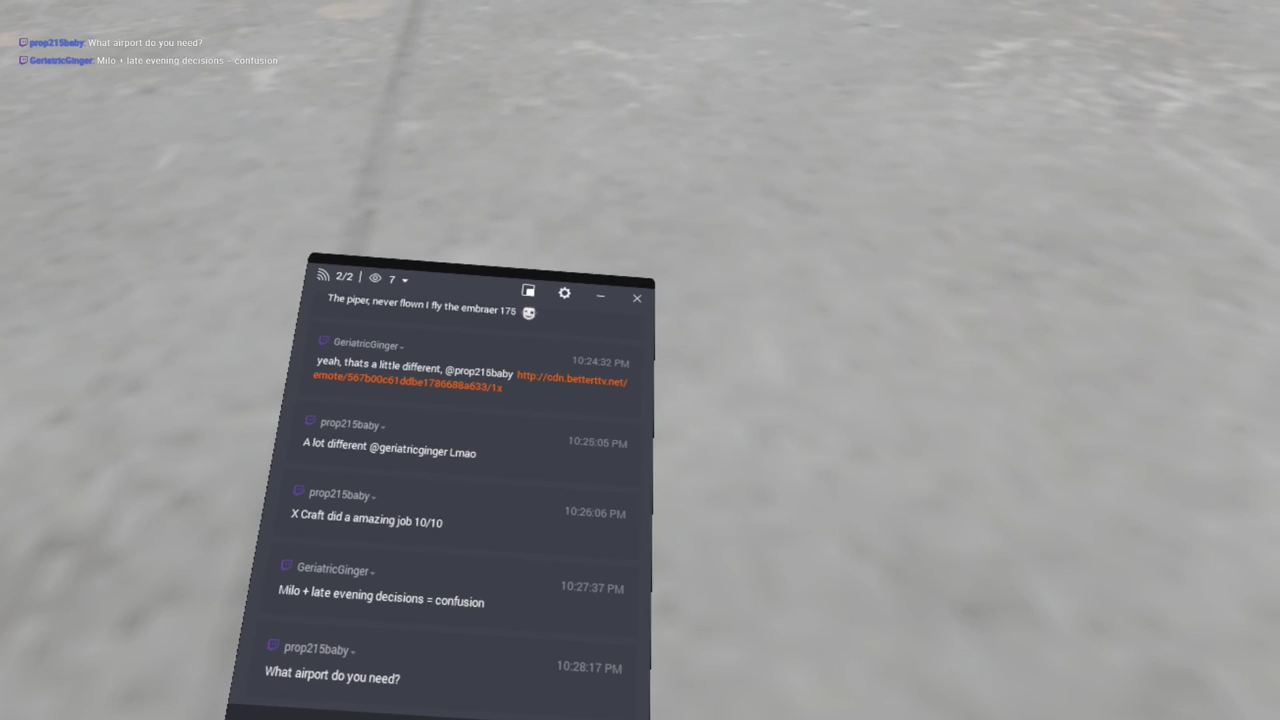 prop215baby: What airport do you need?
GeriatricGinger: Milo + late evening decisions = confusion
2/2 | 7
The piper, never flown I fly the embraer 175
GeriatricGinger
10:24:32 PM
yeah, thats a little different, @prop215baby http://cdn.betterttv.net/
emote/567b00c61ddbe1786688a633/1x
prop215baby
10:25:05 PM
A lot different @geriatricginger Lmao
prop215baby
10:26:06 PM
X Craft did a amazing job 10/10
GeriatricGinger
10:27:37 PM
Milo + late evening decisions = confusion
prop215baby
10:28:17 PM
What airport do you need?